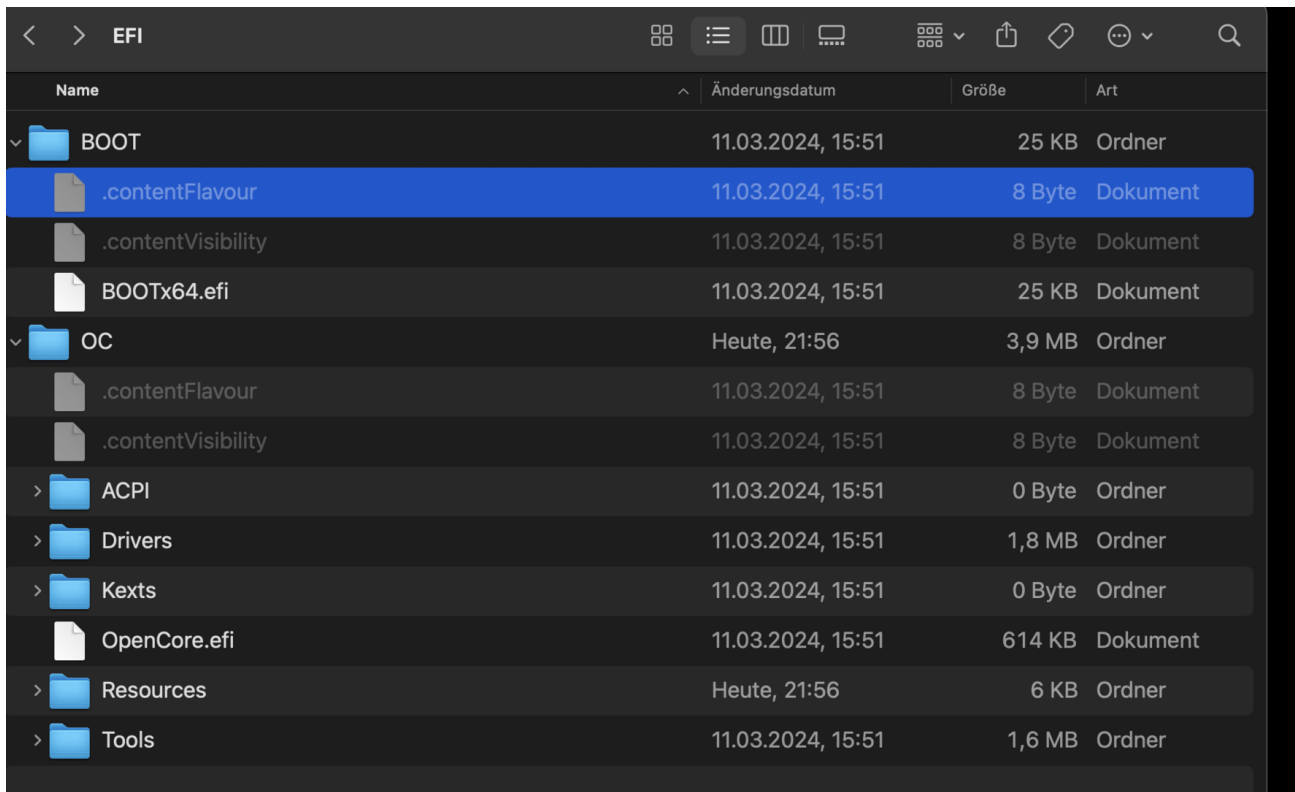 EFI
Name Änderungsdatum Größe Art
BOOT 11.03.2024, 15:51 25 KB Ordner
.contentFlavour 11.03.2024, 15:51 8 Byte Dokument
.contentVisibility 11.03.2024, 15:51 8 Byte Dokument
BOOTx64.efi 11.03.2024, 15:51 25 KB Dokument
OC Heute, 21:56 3,9 MB Ordner
.contentFlavour 11.03.2024, 15:51 8 Byte Dokument
.contentVisibility 11.03.2024, 15:51 8 Byte Dokument
ACPI 11.03.2024, 15:51 0 Byte Ordner
Drivers 11.03.2024, 15:51 1,8 MB Ordner
Kexts 11.03.2024, 15:51 0 Byte Ordner
OpenCore.efi 11.03.2024, 15:51 614 KB Dokument
Resources Heute, 21:56 6 KB Ordner
Tools 11.03.2024, 15:51 1,6 MB Ordner